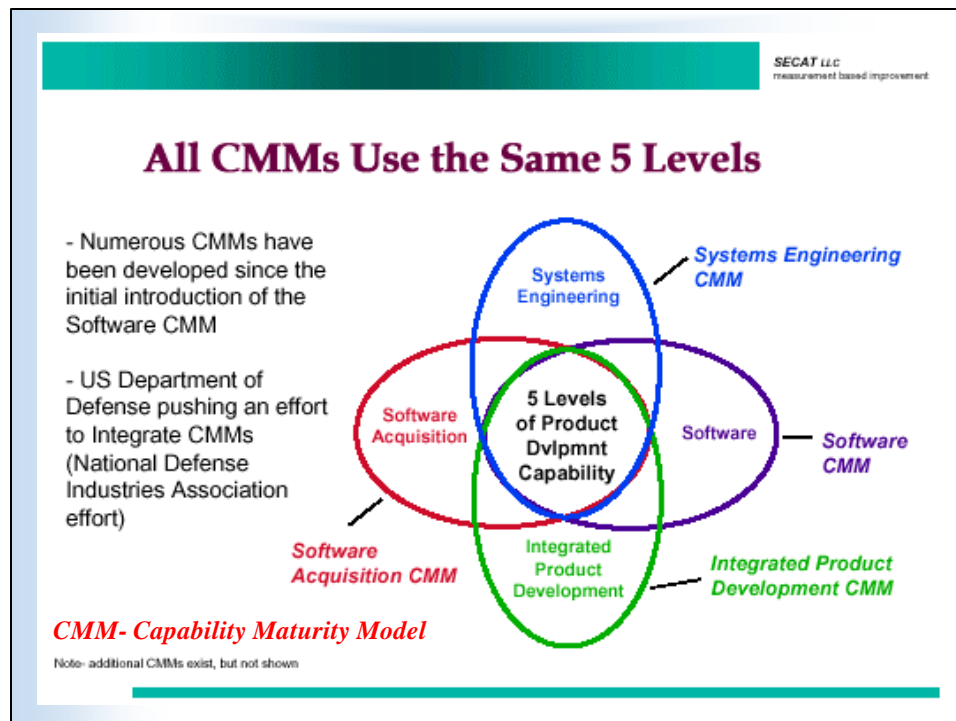 SECAT LLC
measurement based improvement
All CMMs Use the Same 5 Levels
- Numerous CMMs have
been developed since the
initial introduction of the
Software CMM
- US Department of
Defense pushing an effort
to Integrate CMMs
(National Defense
Industries Association
effort)
Systems
Engineering
Systems Engineering
CMM
Software
Acquisition
5 Levels
of Product
Dvlpmnt
Capability
Software
Software
CMM
Software
Acquisition CMM
Integrated
Product
Development
Integrated Product
Development CMM
CMM- Capability Maturity Model
Note- additional CMMs exist, but not shown